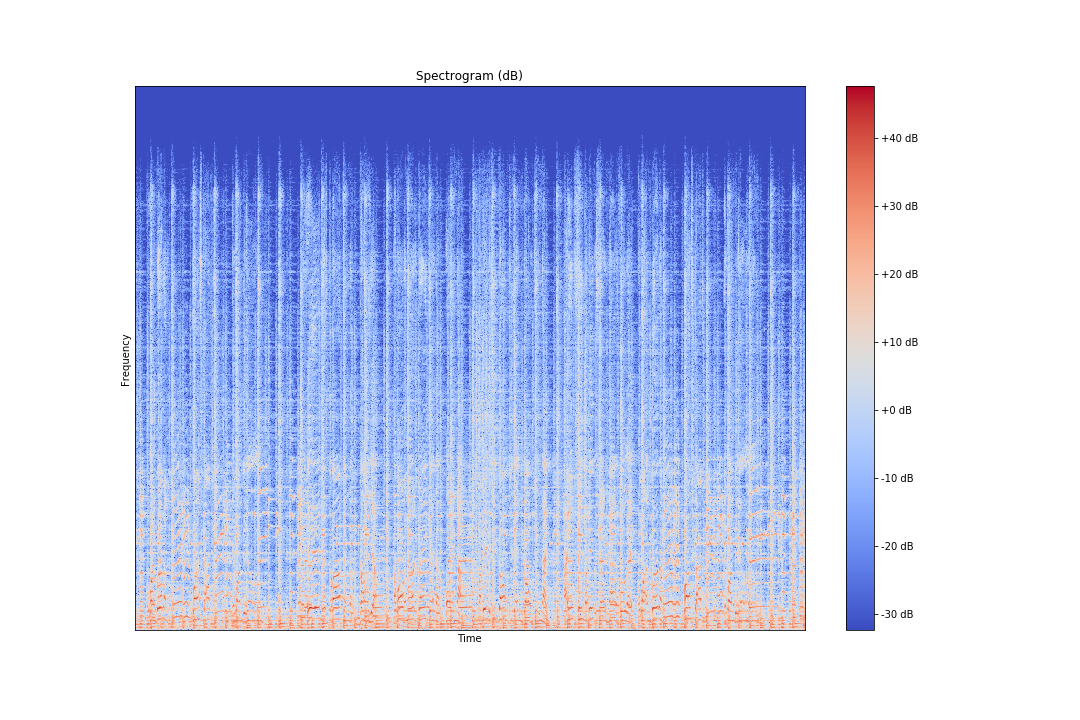 Spectrogram (dB)
+40 dB
+30 dB
+20 dB
+10 dB
+0 dB
-10 dB
-20 dB
-30 dB
Frequency
Time